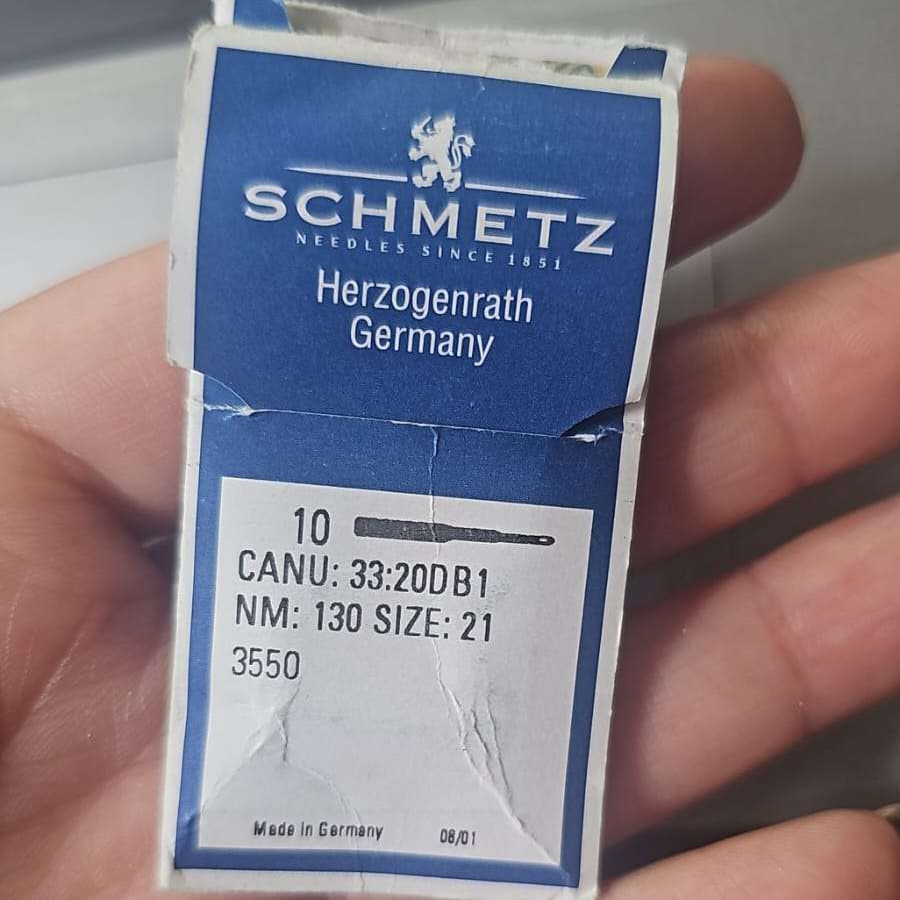 SCHMETZ
NEEDLES SINCE 1851
Herzogenrath
Germany
10
CANU: 33:20DB1
NM: 130 SIZE: 21
3550
Made in Germany 08/01